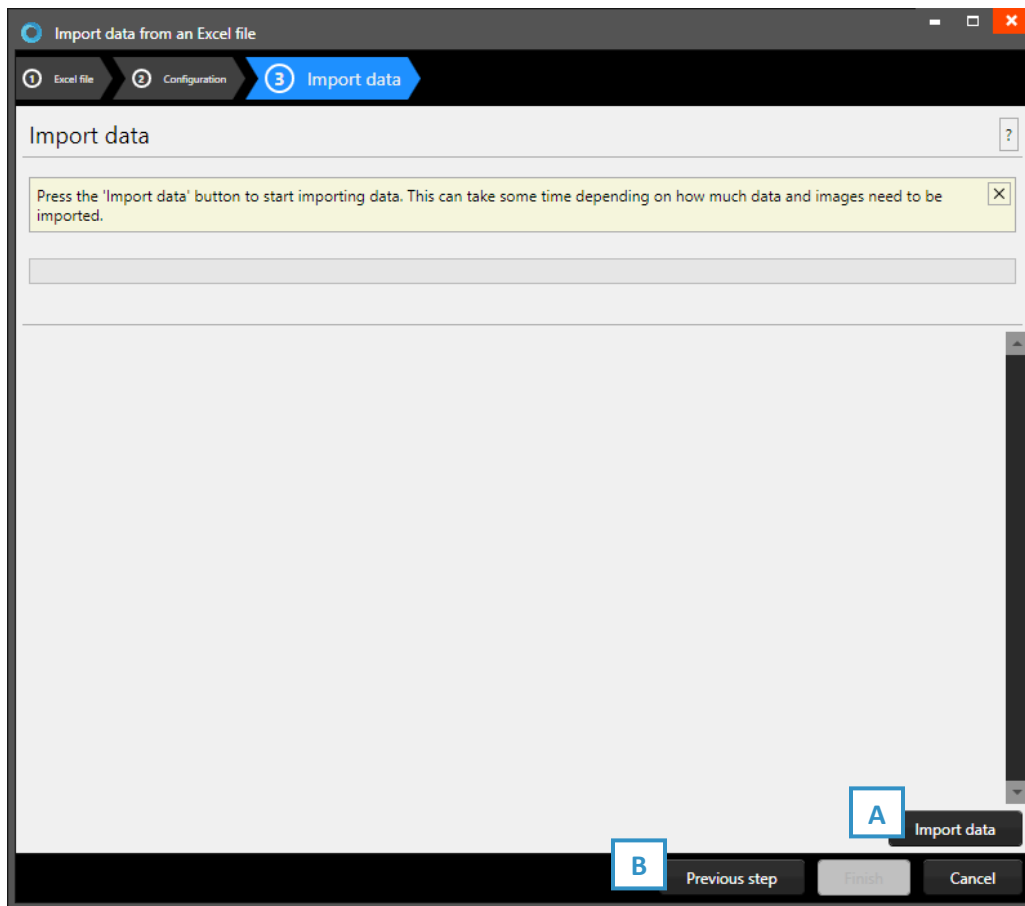 Import data from an Excel file
1 Excel file 2 Configuration 3 Import data
Import data
?
Press the 'Import data' button to start importing data. This can take some time depending on how much data and images need to be
imported.
A
Import data
B
Previous step Finish Cancel